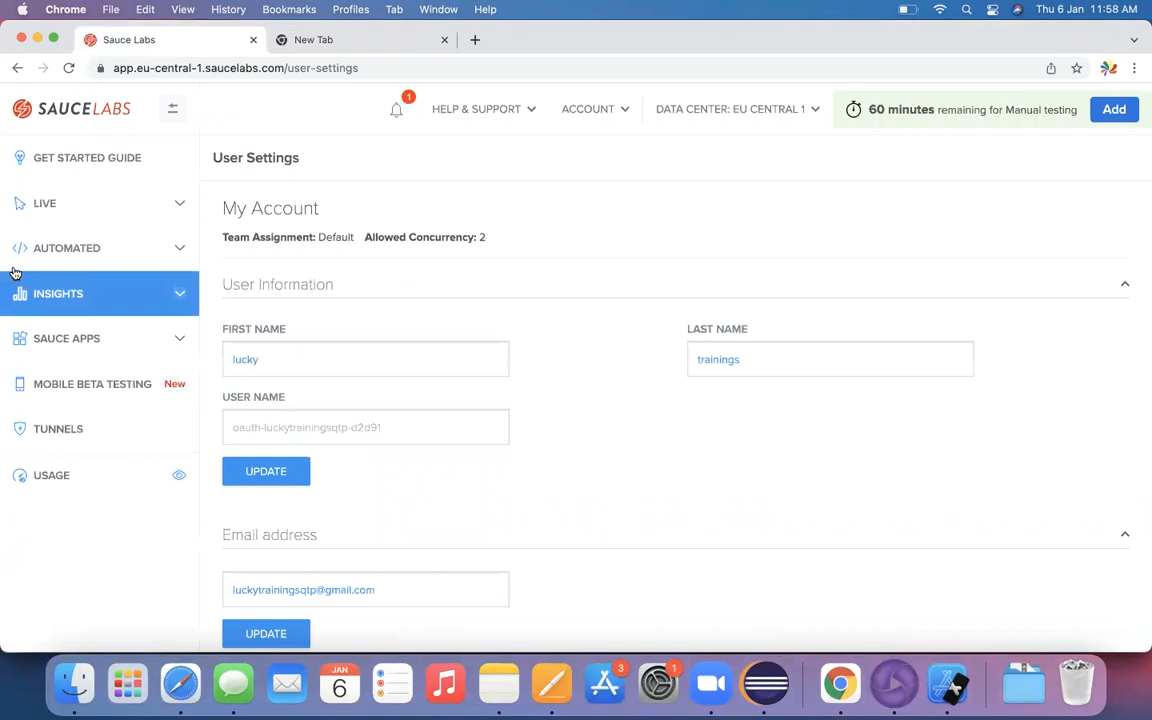 Chrome File Edit View History Bookmarks Profiles Tab Window Help Thu 6 Jan 11:58 AM
Sauce Labs New Tab
app.eu-central-1.saucelabs.com/user-settings
SAUCELABS 1 HELP & SUPPORT ACCOUNT DATA CENTER: EU CENTRAL 1 60 minutes remaining for Manual testing Add
GET STARTED GUIDE
LIVE
AUTOMATED
INSIGHTS
SAUCE APPS
MOBILE BETA TESTING New
TUNNELS
USAGE
User Settings
My Account
Team Assignment: Default Allowed Concurrency: 2
User Information
FIRST NAME LAST NAME
lucky trainings
USER NAME
oauth-luckytrainingsqtp-d2d91
UPDATE
Email address
luckytrainingsqtp@gmail.com
UPDATE
JAN 3 1
6